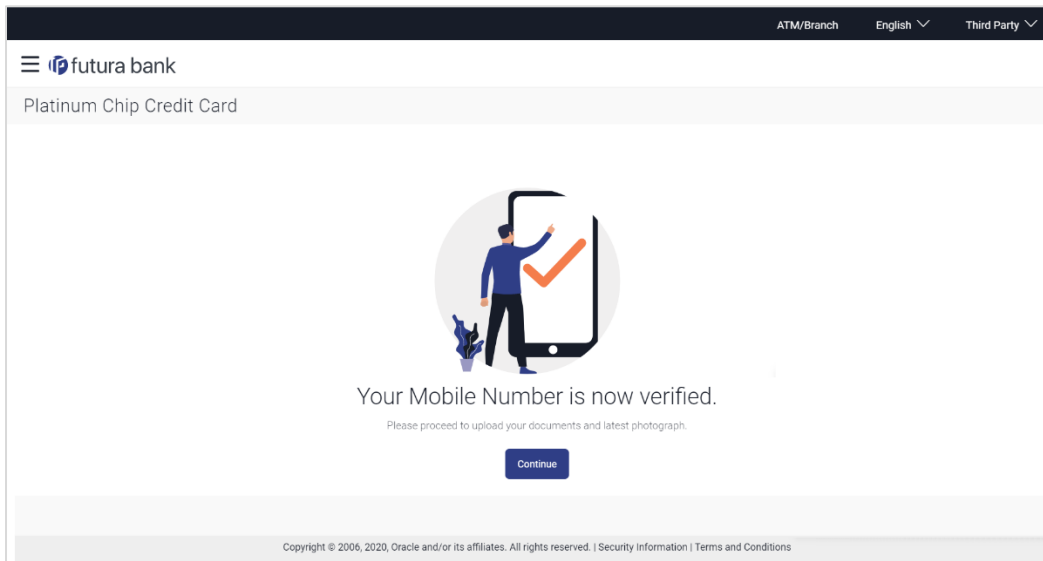 ATM/Branch English Third Party
futura bank
Platinum Chip Credit Card
Your Mobile Number is now verified.
Please proceed to upload your documents and latest photograph.
Continue
Copyright © 2006, 2020, Oracle and/or its affiliates. All rights reserved. | Security Information | Terms and Conditions